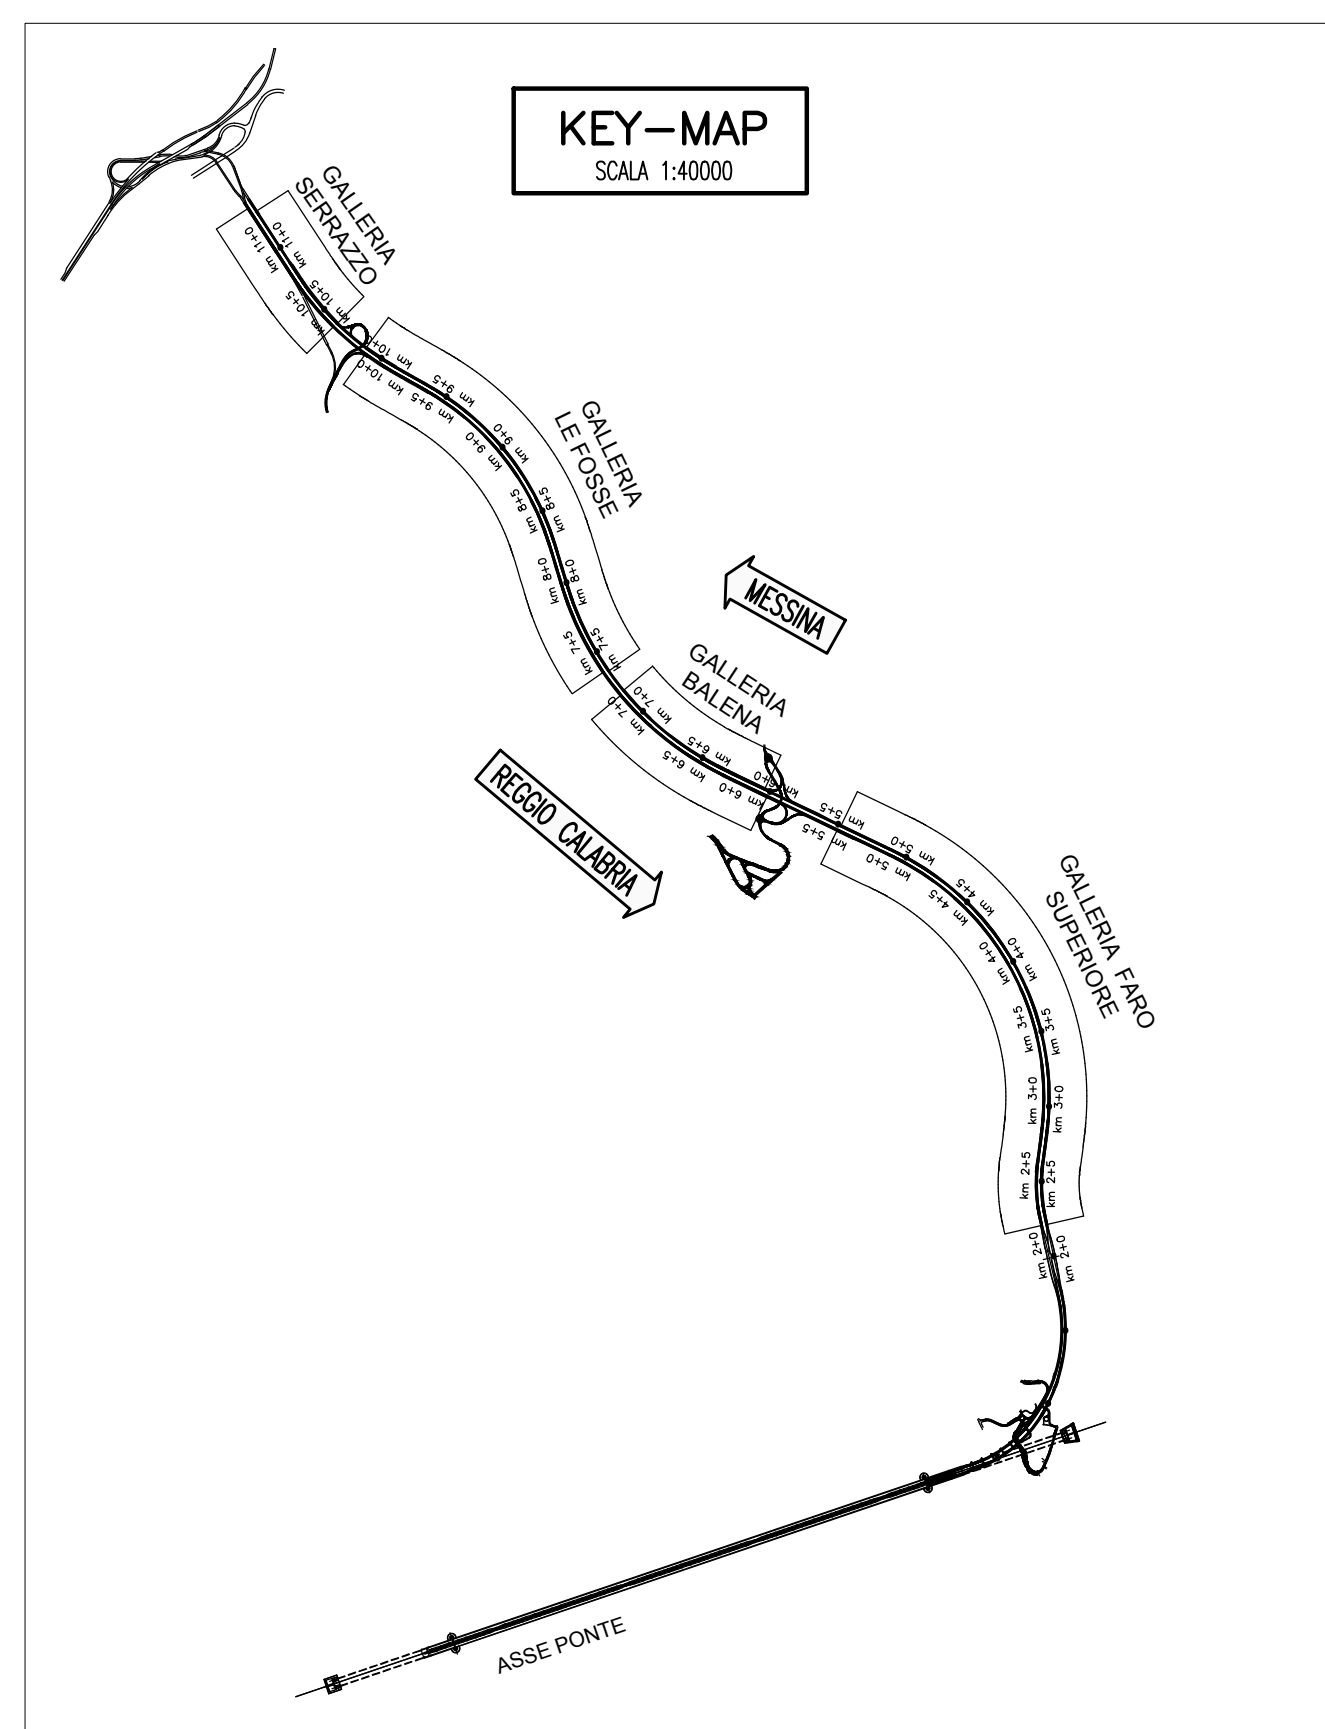 KEY-MAP
SCALA 1:40000
GALLERIA
SERRAZZO
km 11+0
km 11+0
km 10+5
km 10+5
km 10+0
km 10+0
km 9+5
km 9+5
GALLERIA
LE FOSSE
km 9+0
km 9+0
km 8+5
km 8+5
km 8+0
km 8+0
MESSINA
km 7+5
km 7+5
GALLERIA
BALENA
km 7+0
km 7+0
km 6+5
km 6+5
km 6+0
km 6+0
REGGIO CALABRIA
km 5+5
km 5+5
km 5+0
km 5+0
GALLERIA FARO
SUPERIORE
km 4+5
km 4+5
km 4+0
km 4+0
km 3+5
km 3+5
km 3+0
km 3+0
km 2+5
km 2+5
km 2+0
km 2+0
ASSE PONTE